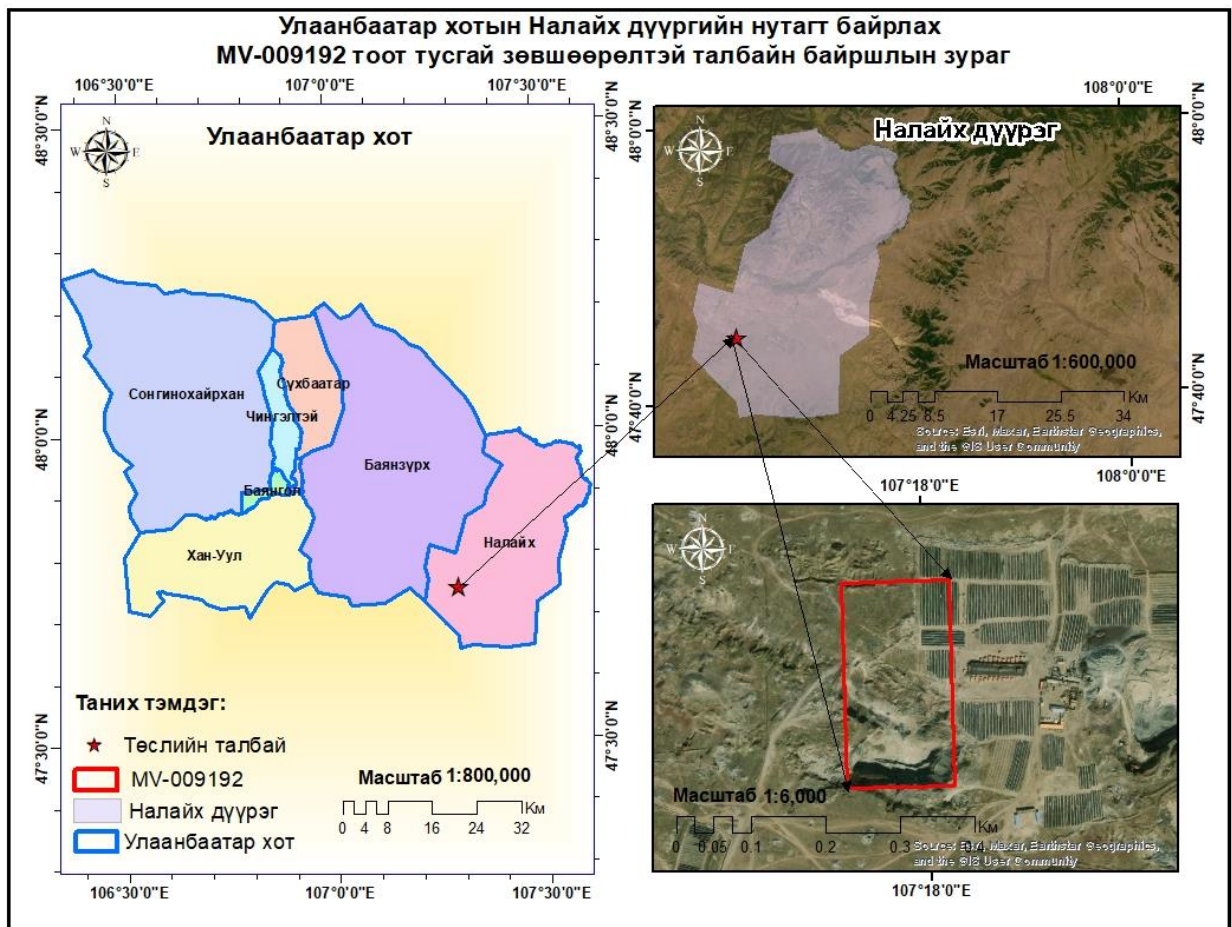 Улаанбаатар хотын Налайх дүүргийн нутагт байрлах
MV-009192 тоот тусгай зөвшөөрөлтэй талбайн байршлын зураг
106°30'0"E 107°0'0"E 107°30'0"E
48°30'0"N
48°0'0"N
47°30'0"N
48°30'0"N
48°0'0"N
47°30'0"N
N
W E
S
Улаанбаатар хот
Сонгинохайрхан
Сүхбаатар
Чингэлтэй
Баянзүрх
Баянгол
Хан-Уул
Налайх
Таних тэмдэг:
Төслийн талбай
MV-009192
Налайх дүүрэг
Улаанбаатар хот
Масштаб 1:800,000
Км
0 4 8 16 24 32
106°30'0"E 107°0'0"E 107°30'0"E
108°0'0"E
48°0'0"N
47°40'0"N
48°0'0"N
47°40'0"N
N
W E
S
Налайх дүүрэг
Масштаб 1:600,000
Км
0 4.25 8.5 17 25.5 34
Source: Esri, Maxar, Earthstar Geographics,
and the GIS User Community
108°0'0"E
107°18'0"E
N
W E
S
Масштаб 1:6,000
Км
0 0.05 0.1 0.2 0.3 0.4
Source: Esri, Maxar, Earthstar Geographics,
and the GIS User Community
107°18'0"E